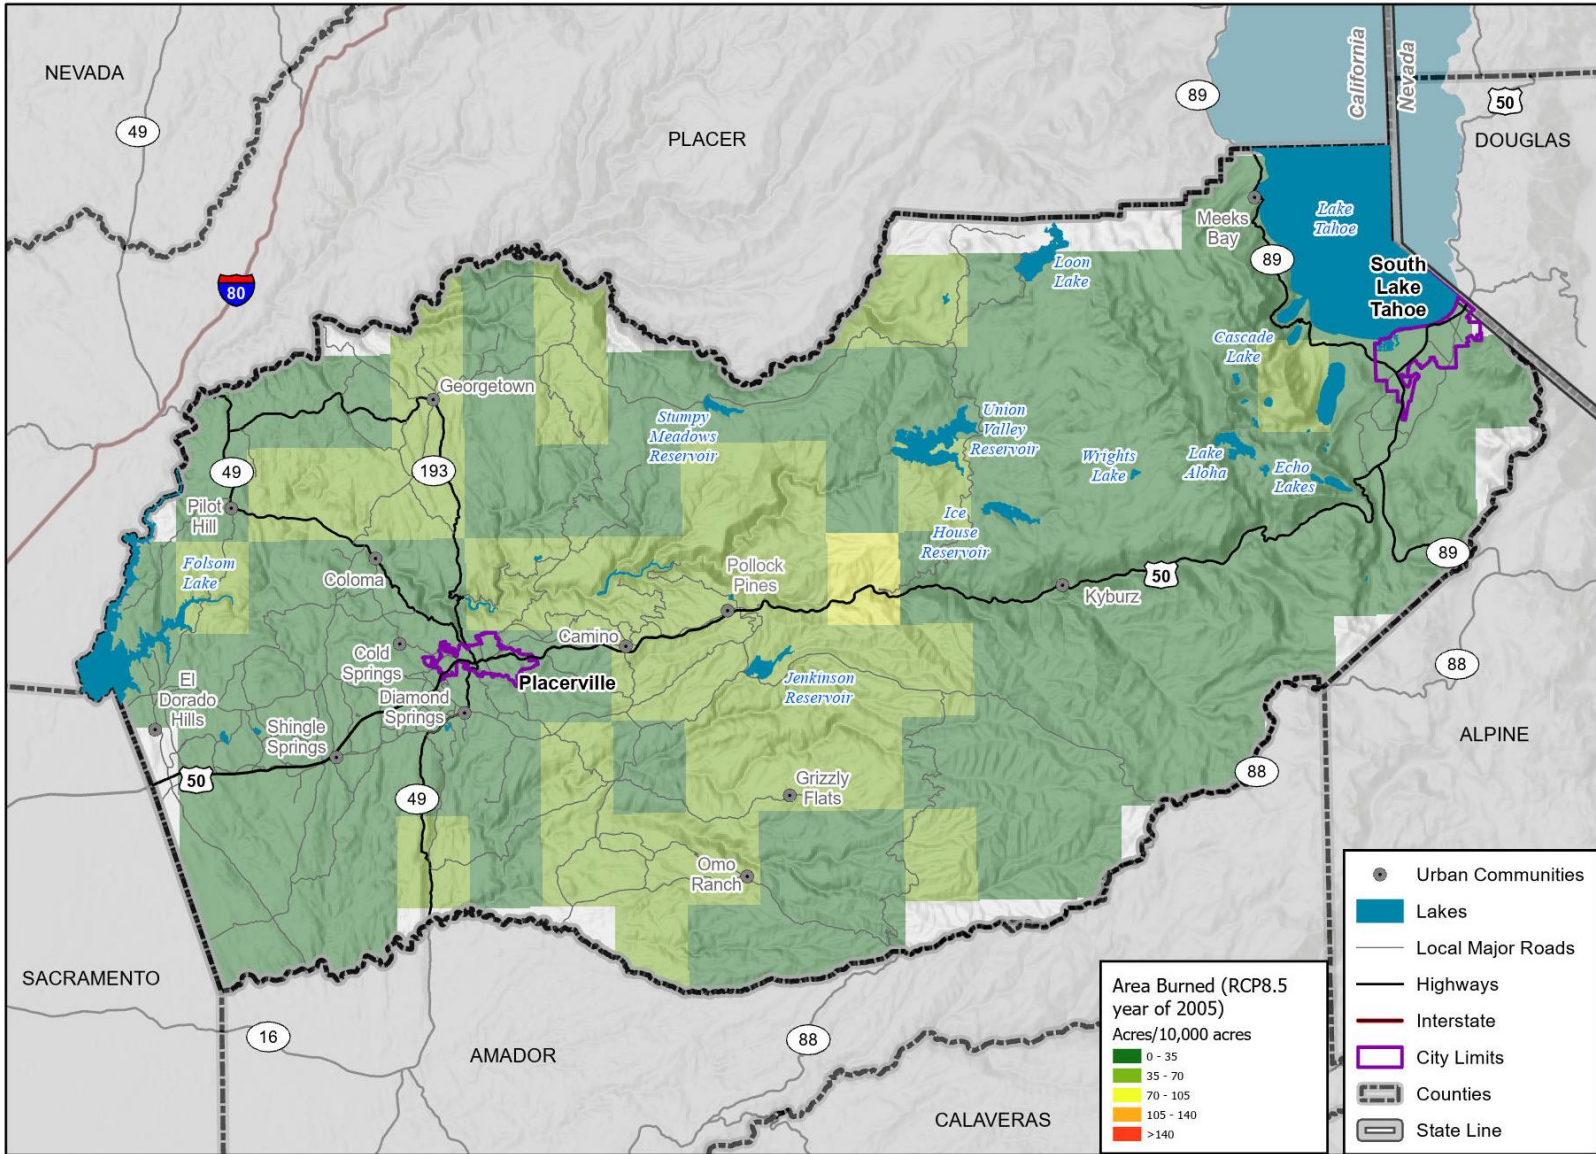 NEVADA
49
80
PLACER
89
California
Nevada
50
DOUGLAS
Meeks
Bay
Lake
Tahoe
89
South
Lake
Tahoe
Loon
Lake
Cascade
Lake
Georgetown
Stumpy
Meadows
Reservoir
Union
Valley
Reservoir
Wrights
Lake
Lake
Aloha
Echo
Lakes
49
193
Pilot
Hill
Ice
House
Reservoir
Folsom
Lake
Coloma
Pollock
Pines
50
Kyburz
89
Cold
Springs
Camino
Placerville
Jenkinson
Reservoir
88
El
Dorado
Hills
Diamond
Springs
Shingle
Springs
50
49
Grizzly
Flats
88
ALPINE
Omo
Ranch
SACRAMENTO
16
AMADOR
88
CALAVERAS
Area Burned (RCP8.5
year of 2005)
Acres/10,000 acres
0 - 35
35 - 70
70 - 105
105 - 140
>140
Urban Communities
Lakes
Local Major Roads
Highways
Interstate
City Limits
Counties
State Line